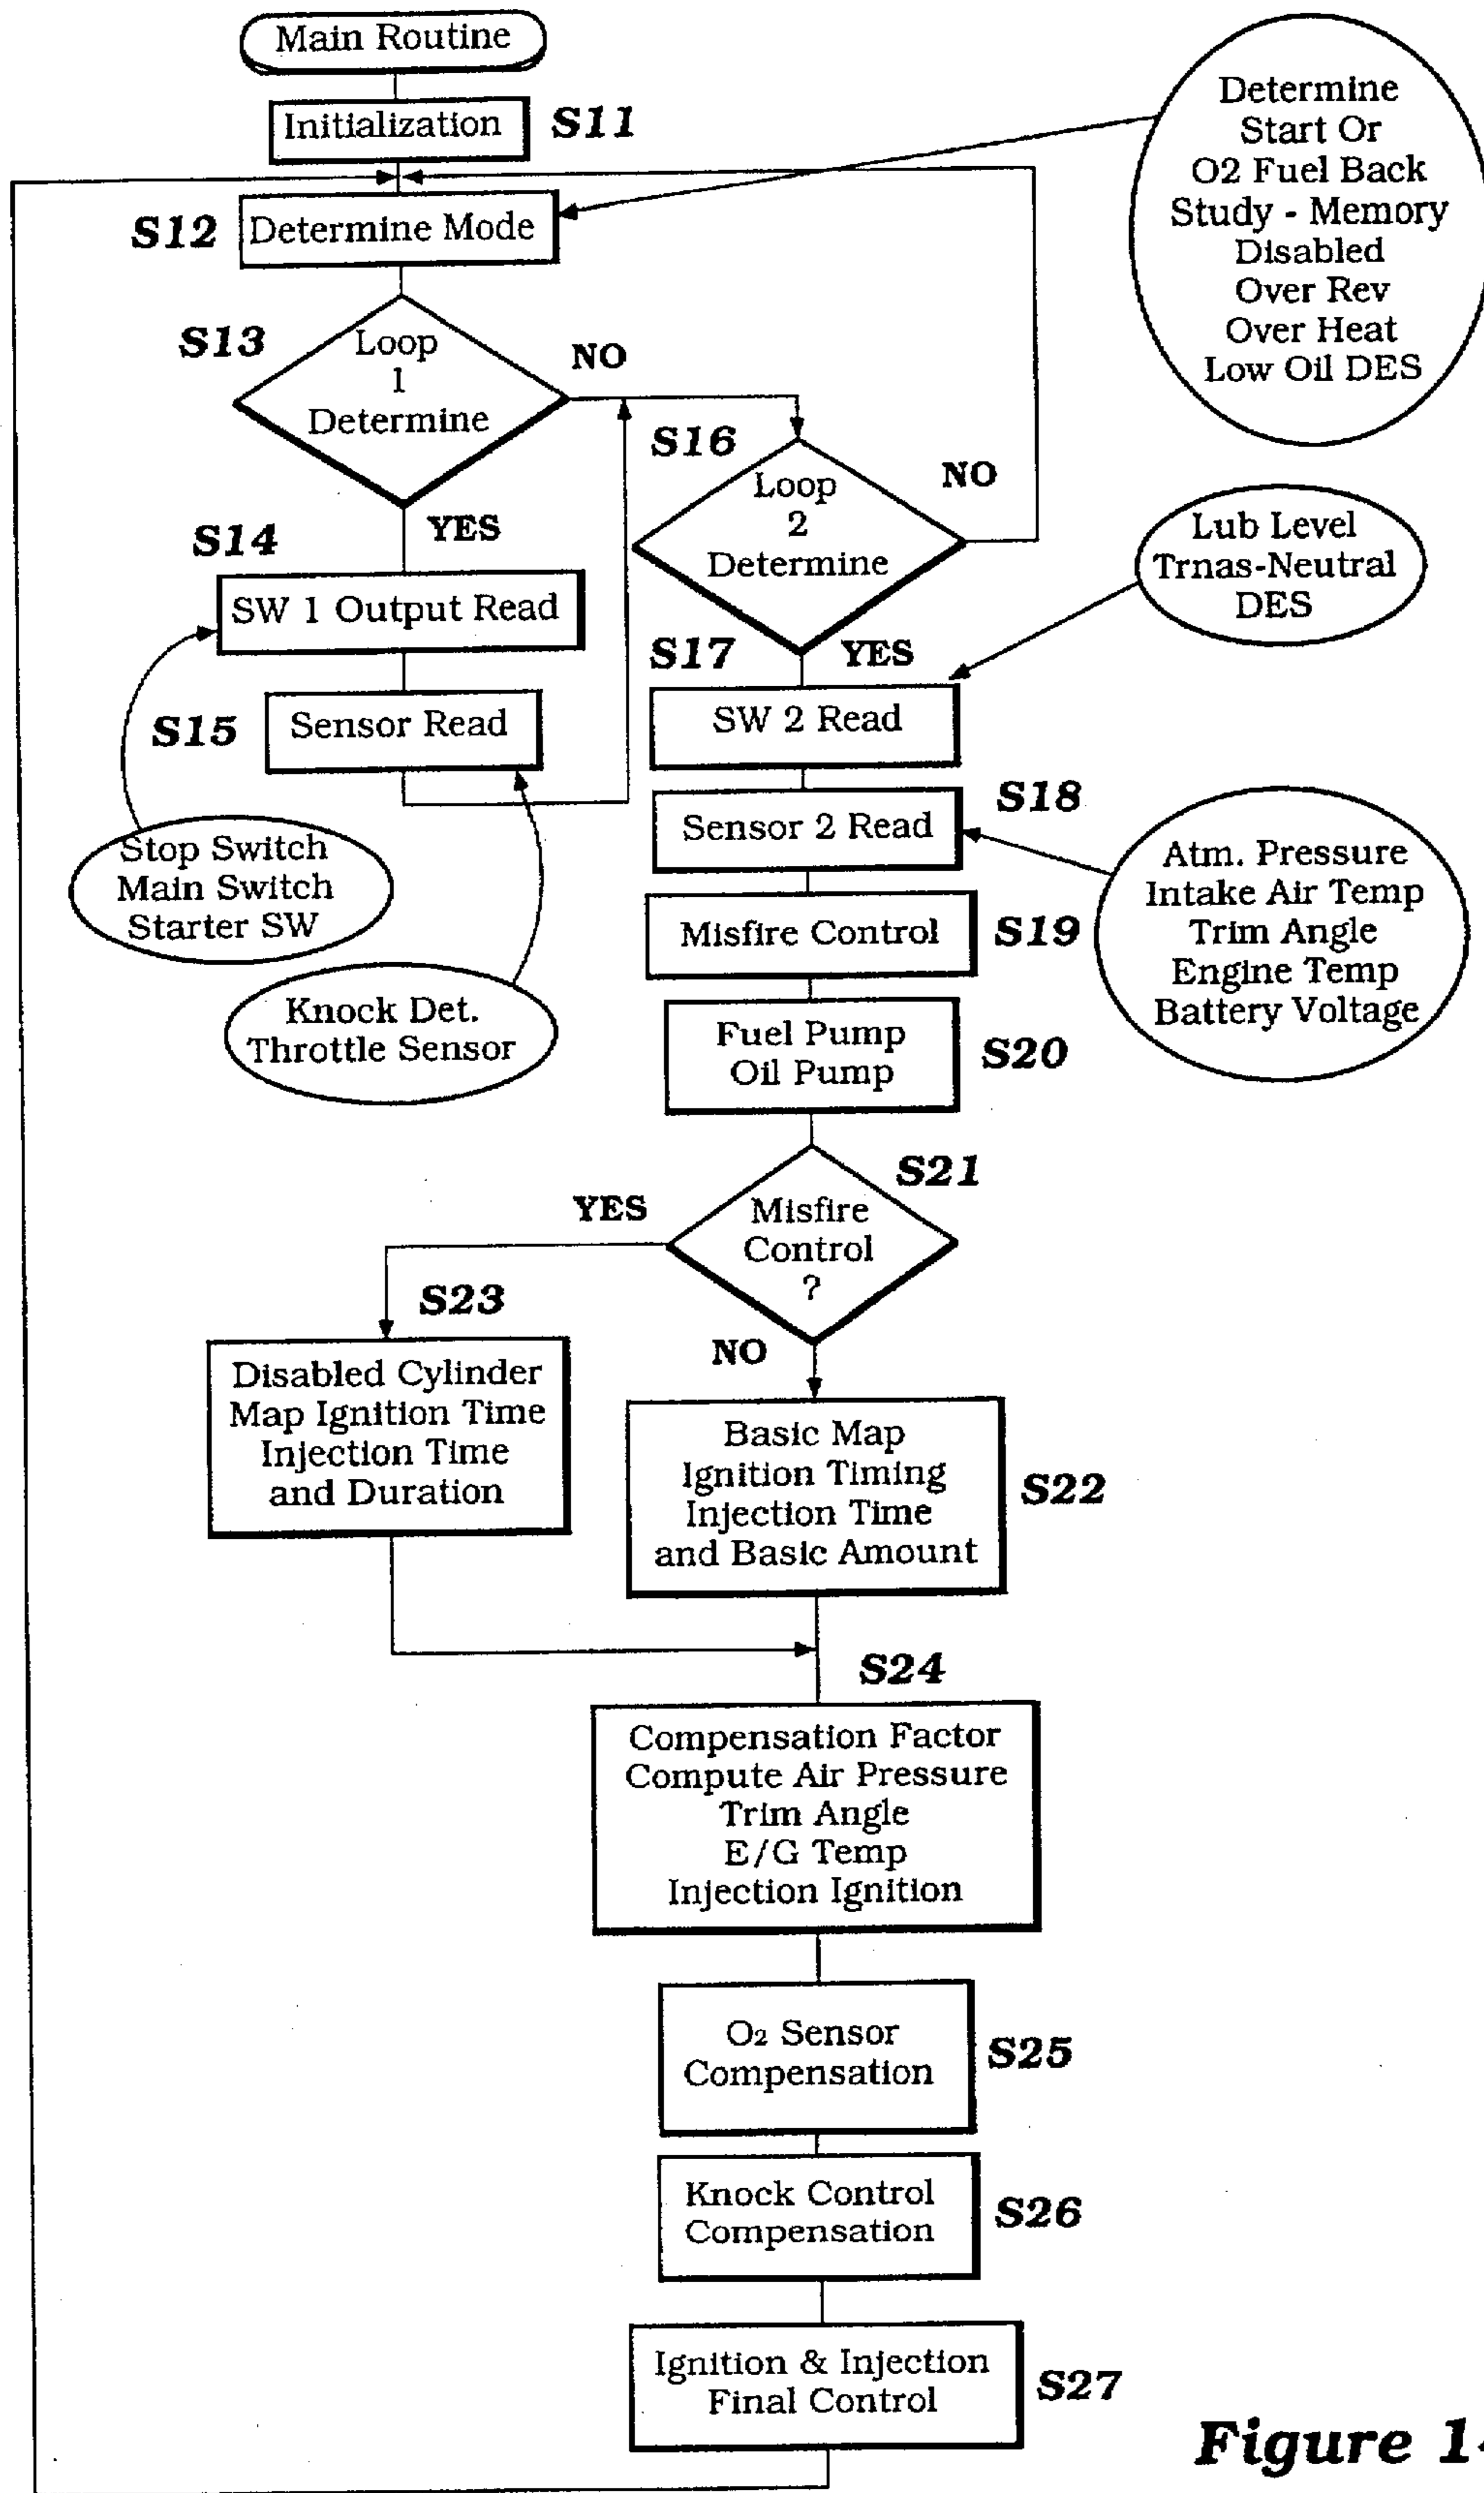 Main Routine
Initialization
S11
Determine
Start Or
O2 Fuel Back
Study - Memory
Disabled
Over Rev
Over Heat
Low Oil DES
S12
Determine Mode
S13
Loop
1
Determine
NO
YES
S14
SW 1 Output Read
S15
Sensor Read
Stop Switch
Main Switch
Starter SW
Knock Det.
Throttle Sensor
S16
Loop
2
Determine
NO
YES
Lub Level
Trnas-Neutral
DES
S17
SW 2 Read
S18
Sensor 2 Read
Atm. Pressure
Intake Air Temp
Trim Angle
Engine Temp
Battery Voltage
Misfire Control
S19
Fuel Pump
Oil Pump
S20
S21
Misfire
Control
?
YES
NO
S23
Disabled Cylinder
Map Ignition Time
Injection Time
and Duration
Basic Map
Ignition Timing
Injection Time
and Basic Amount
S22
S24
Compensation Factor
Compute Air Pressure
Trim Angle
E/G Temp
Injection Ignition
O2 Sensor
Compensation
S25
Knock Control
Compensation
S26
Ignition & Injection
Final Control
S27
Figure